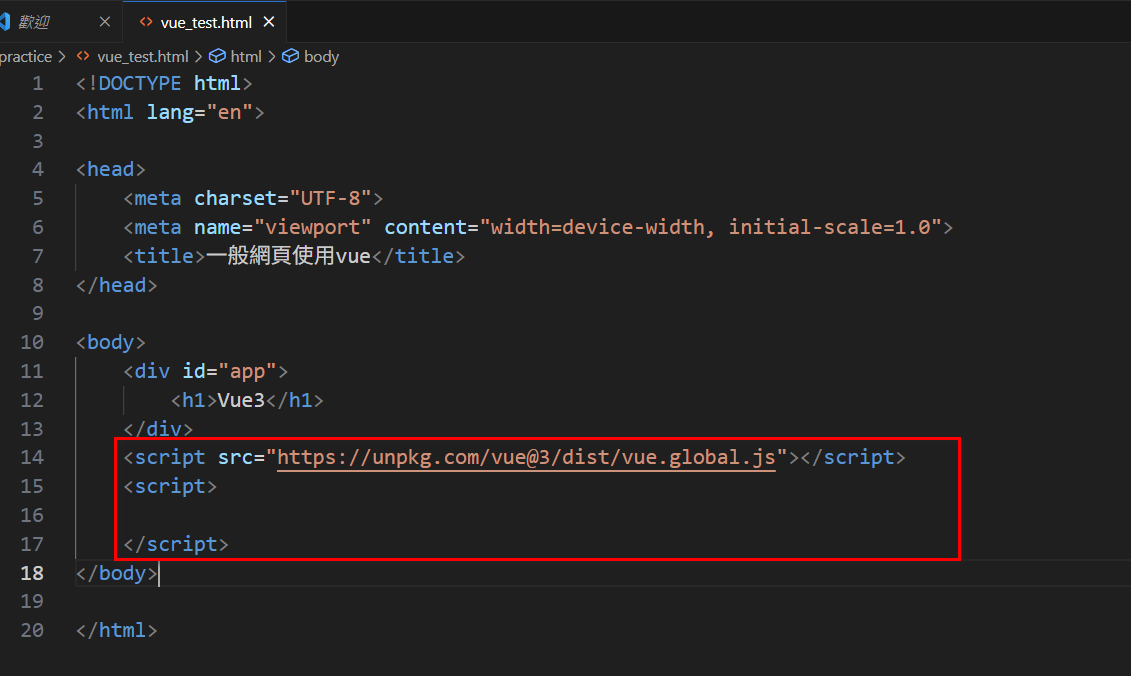 歡迎 vue_test.html
practice > vue_test.html > html > body
1 <!DOCTYPE html>
2 <html lang="en">
3
4 <head>
5 <meta charset="UTF-8">
6 <meta name="viewport" content="width=device-width, initial-scale=1.0">
7 <title>一般網頁使用vue</title>
8 </head>
9
10 <body>
11 <div id="app">
12 <h1>Vue3</h1>
13 </div>
14 <script src="https://unpkg.com/vue@3/dist/vue.global.js"></script>
15 <script>
16
17 </script>
18 </body>
19
20 </html>